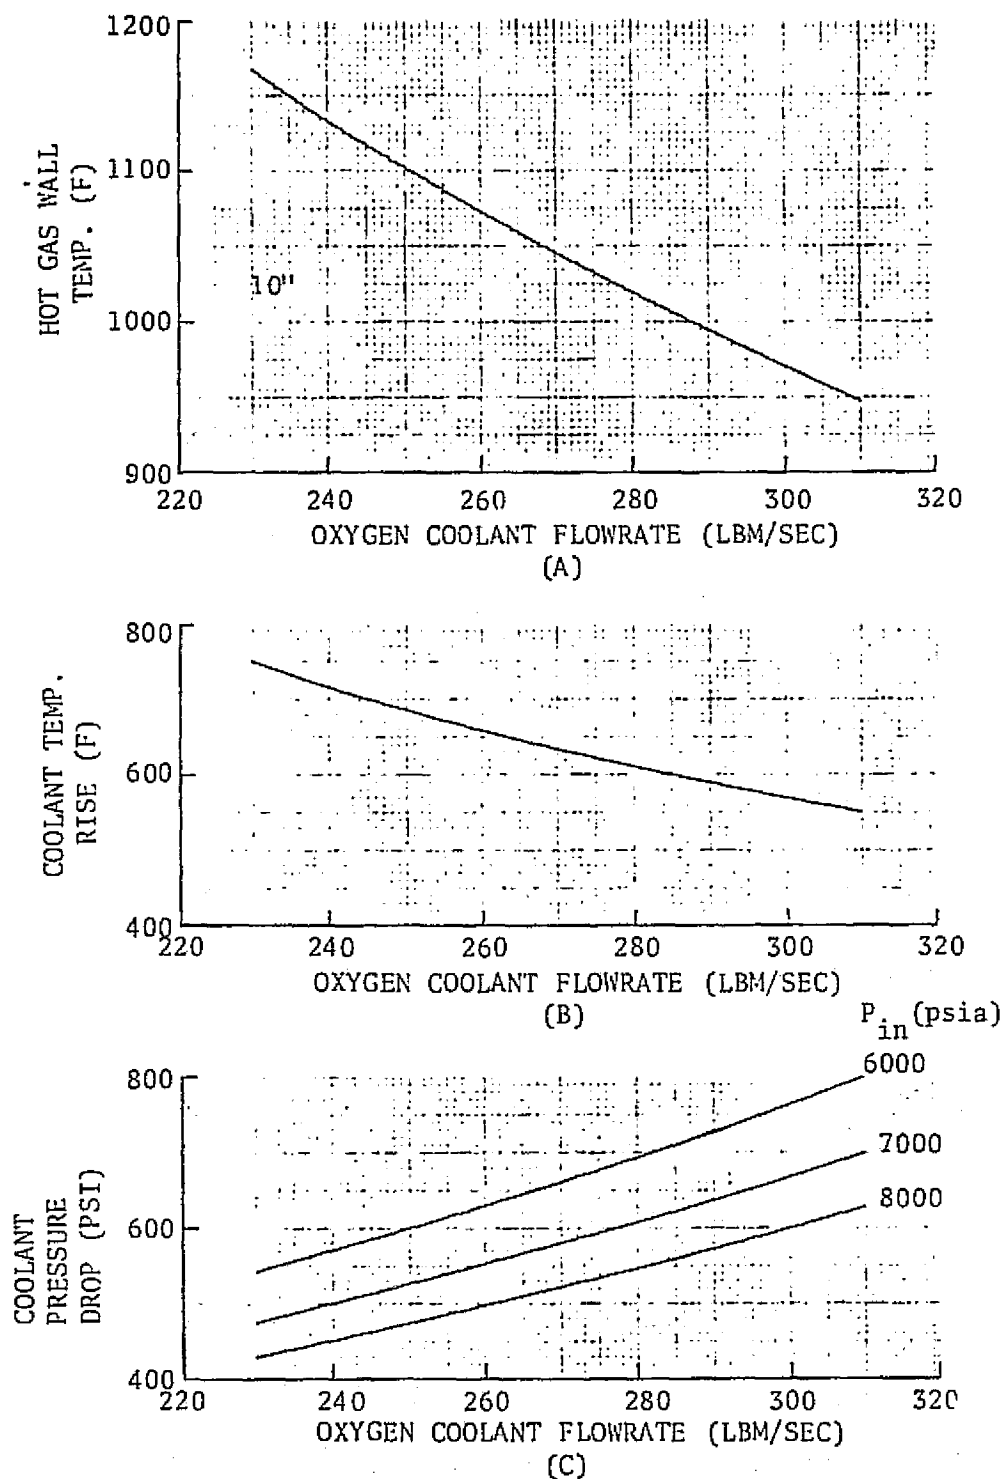 1200
1100
1000
900
HOT GAS WALL
TEMP. (F)
10"
220 240 260 280 300 320
OXYGEN COOLANT FLOWRATE (LBM/SEC)
(A)
800
600
400
COOLANT TEMP.
RISE (F)
220 240 260 280 300 320
OXYGEN COOLANT FLOWRATE (LBM/SEC)
(B)
Pin (psia)
6000
7000
8000
800
600
400
COOLANT
PRESSURE
DROP (PSI)
220 240 260 280 300 320
OXYGEN COOLANT FLOWRATE (LBM/SEC)
(C)